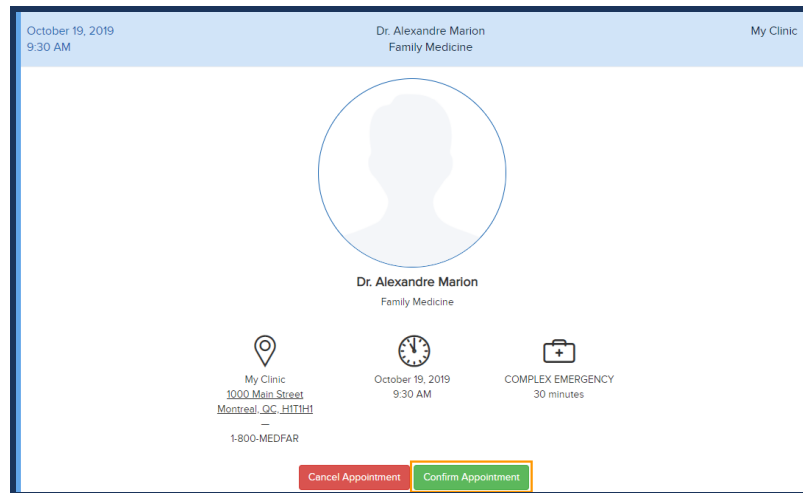 October 19, 2019
9:30 AM
Dr. Alexandre Marion
Family Medicine
My Clinic
Dr. Alexandre Marion
Family Medicine
My Clinic
1000 Main Street
Montreal, QC, H1T1H1
—
1-800-MEDFAR
October 19, 2019
9:30 AM
COMPLEX EMERGENCY
30 minutes
Cancel Appointment
Confirm Appointment